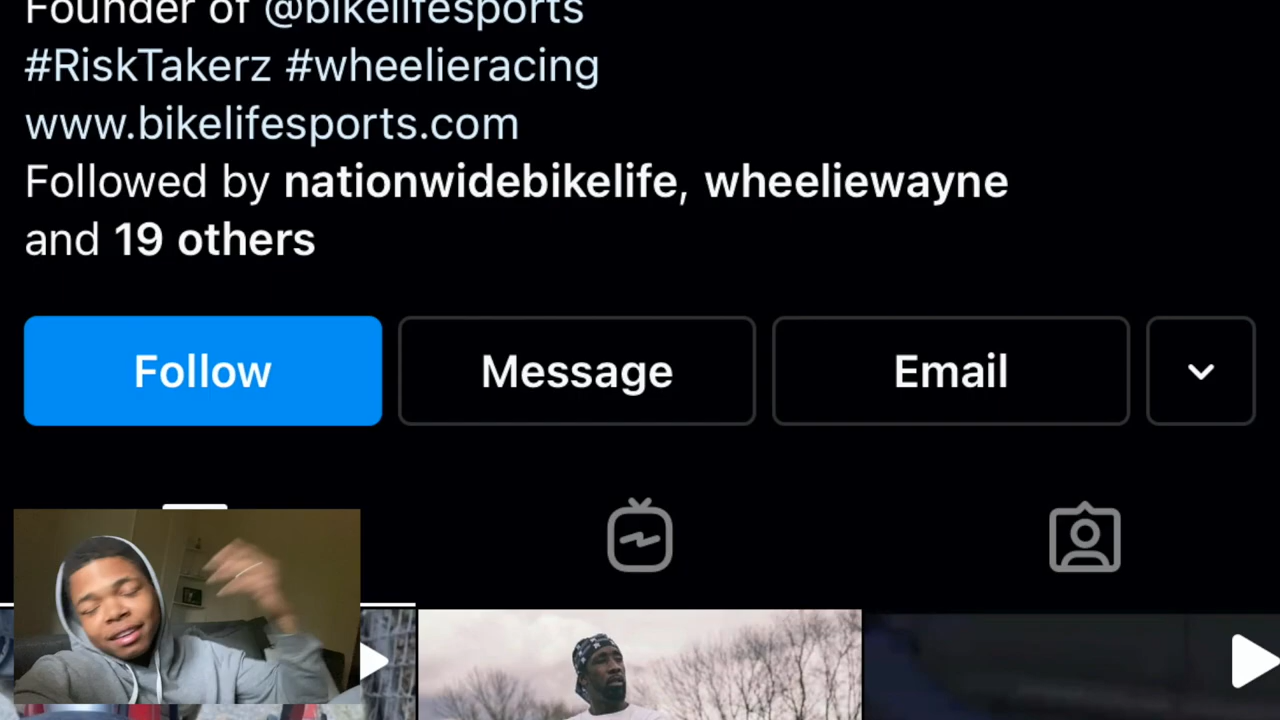 Founder of @bikelifesports
#RiskTakerz #wheelieracing
www.bikelifesports.com
Followed by nationwidebikelife, wheeliewayne
and 19 others
Follow Message Email